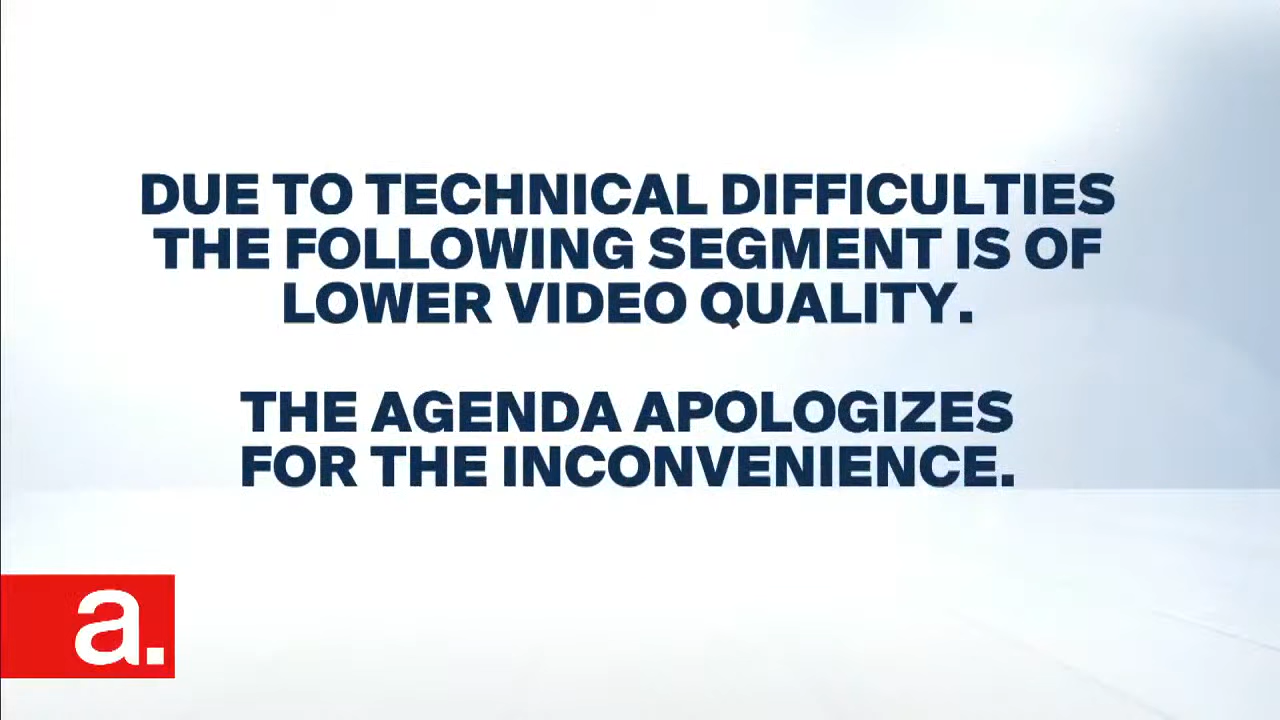 DUE TO TECHNICAL DIFFICULTIES
THE FOLLOWING SEGMENT IS OF
LOWER VIDEO QUALITY.
THE AGENDA APOLOGIZES
FOR THE INCONVENIENCE.
a.